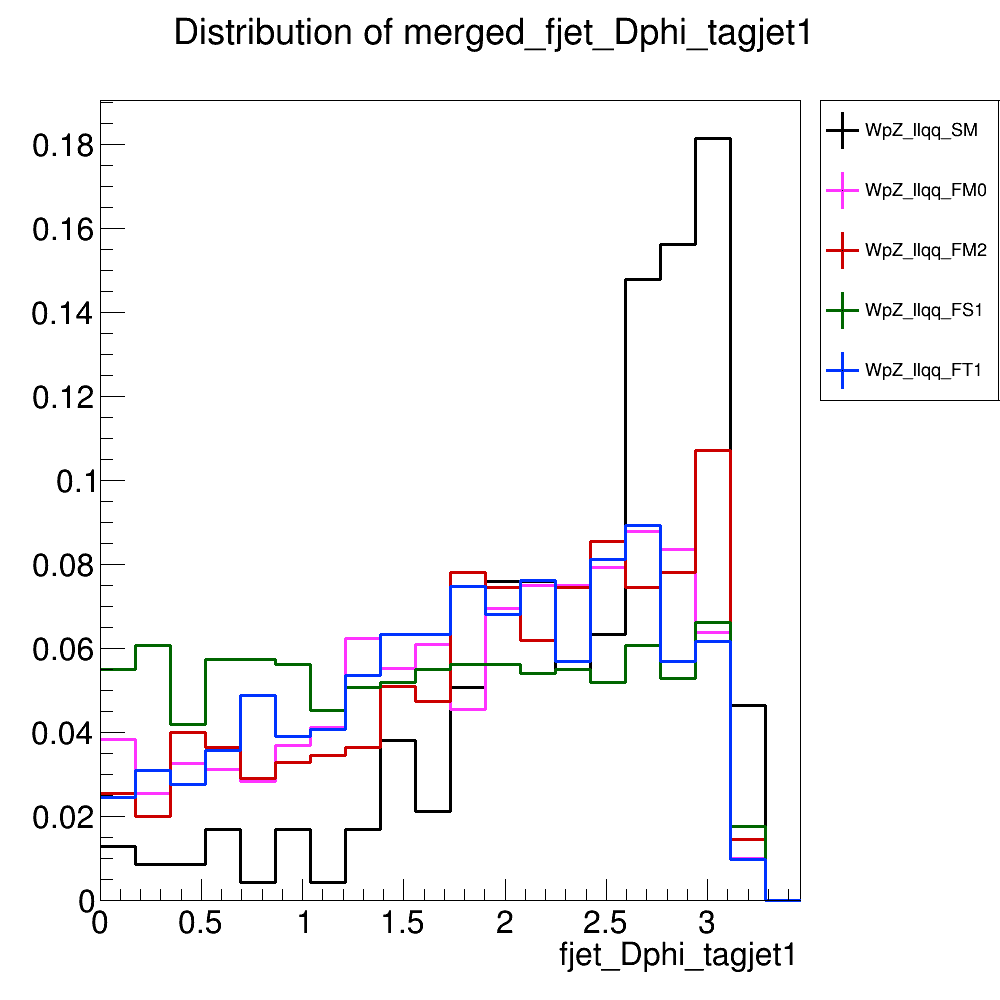 Distribution of merged_fjet_Dphi_tagjet1
0.18
0.16
0.14
0.12
0.1
0.08
0.06
0.04
0.02
0
0 0.5 1 1.5 2 2.5 3
fjet_Dphi_tagjet1
WpZ_llqq_SM
WpZ_llqq_FM0
WpZ_llqq_FM2
WpZ_llqq_FS1
WpZ_llqq_FT1